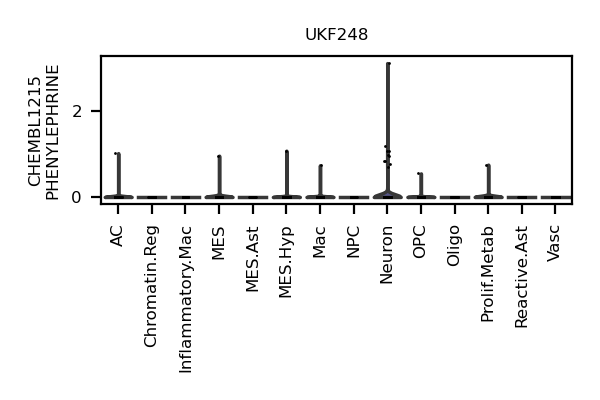 UKF248
CHEMBL1215
PHENYLEPHRINE
2
0
AC
Chromatin.Reg
Inflammatory.Mac
MES
MES.Ast
MES.Hyp
Mac
NPC
Neuron
OPC
Oligo
Prolif.Metab
Reactive.Ast
Vasc